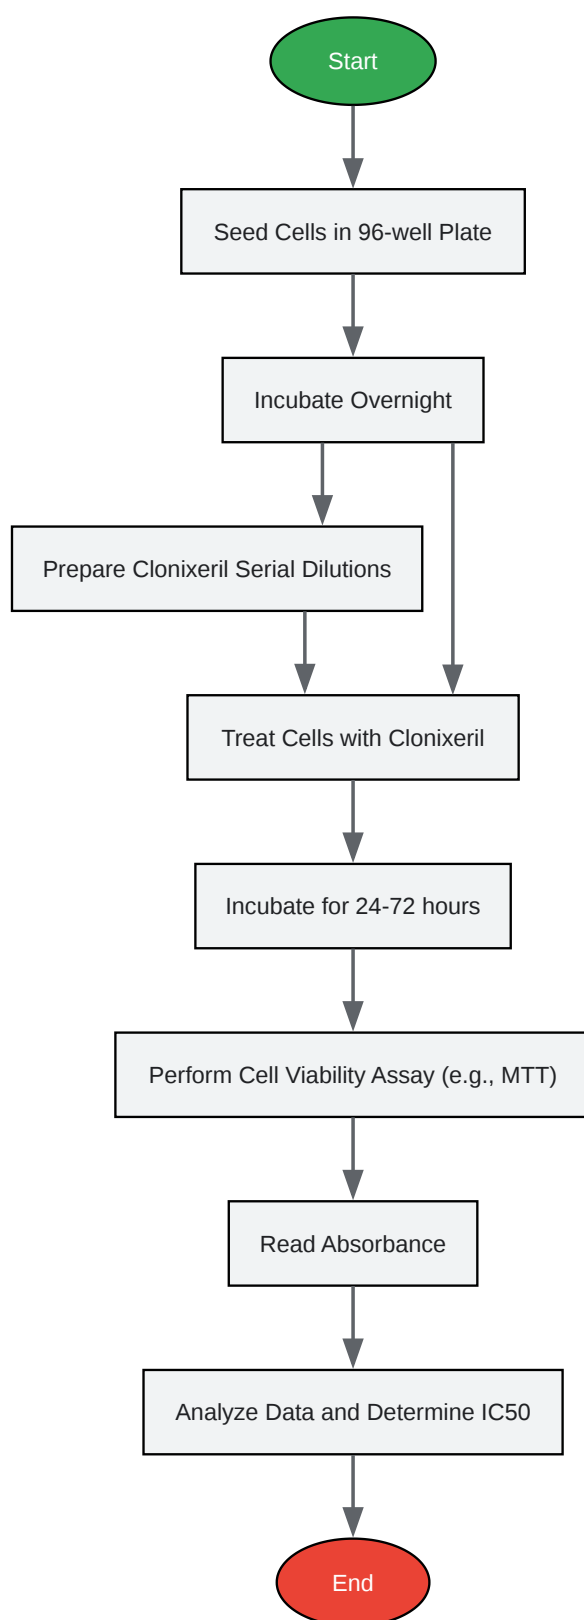 Start
Seed Cells in 96-well Plate
Incubate Overnight
Prepare Clonixeril Serial Dilutions
Treat Cells with Clonixeril
Incubate for 24-72 hours
Perform Cell Viability Assay (e.g., MTT)
Read Absorbance
Analyze Data and Determine IC50
End